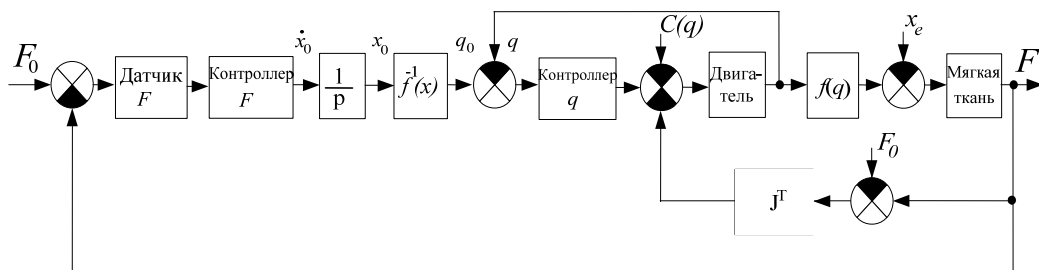 F₀
Датчик
F
Контроллер
F
ẋ₀
1
p
x₀
f⁻¹(x)
q₀
q
Контроллер
q
C(q)
Двига-
тель
f(q)
xₑ
Мягкая
ткань
F
F₀
Jᵀ